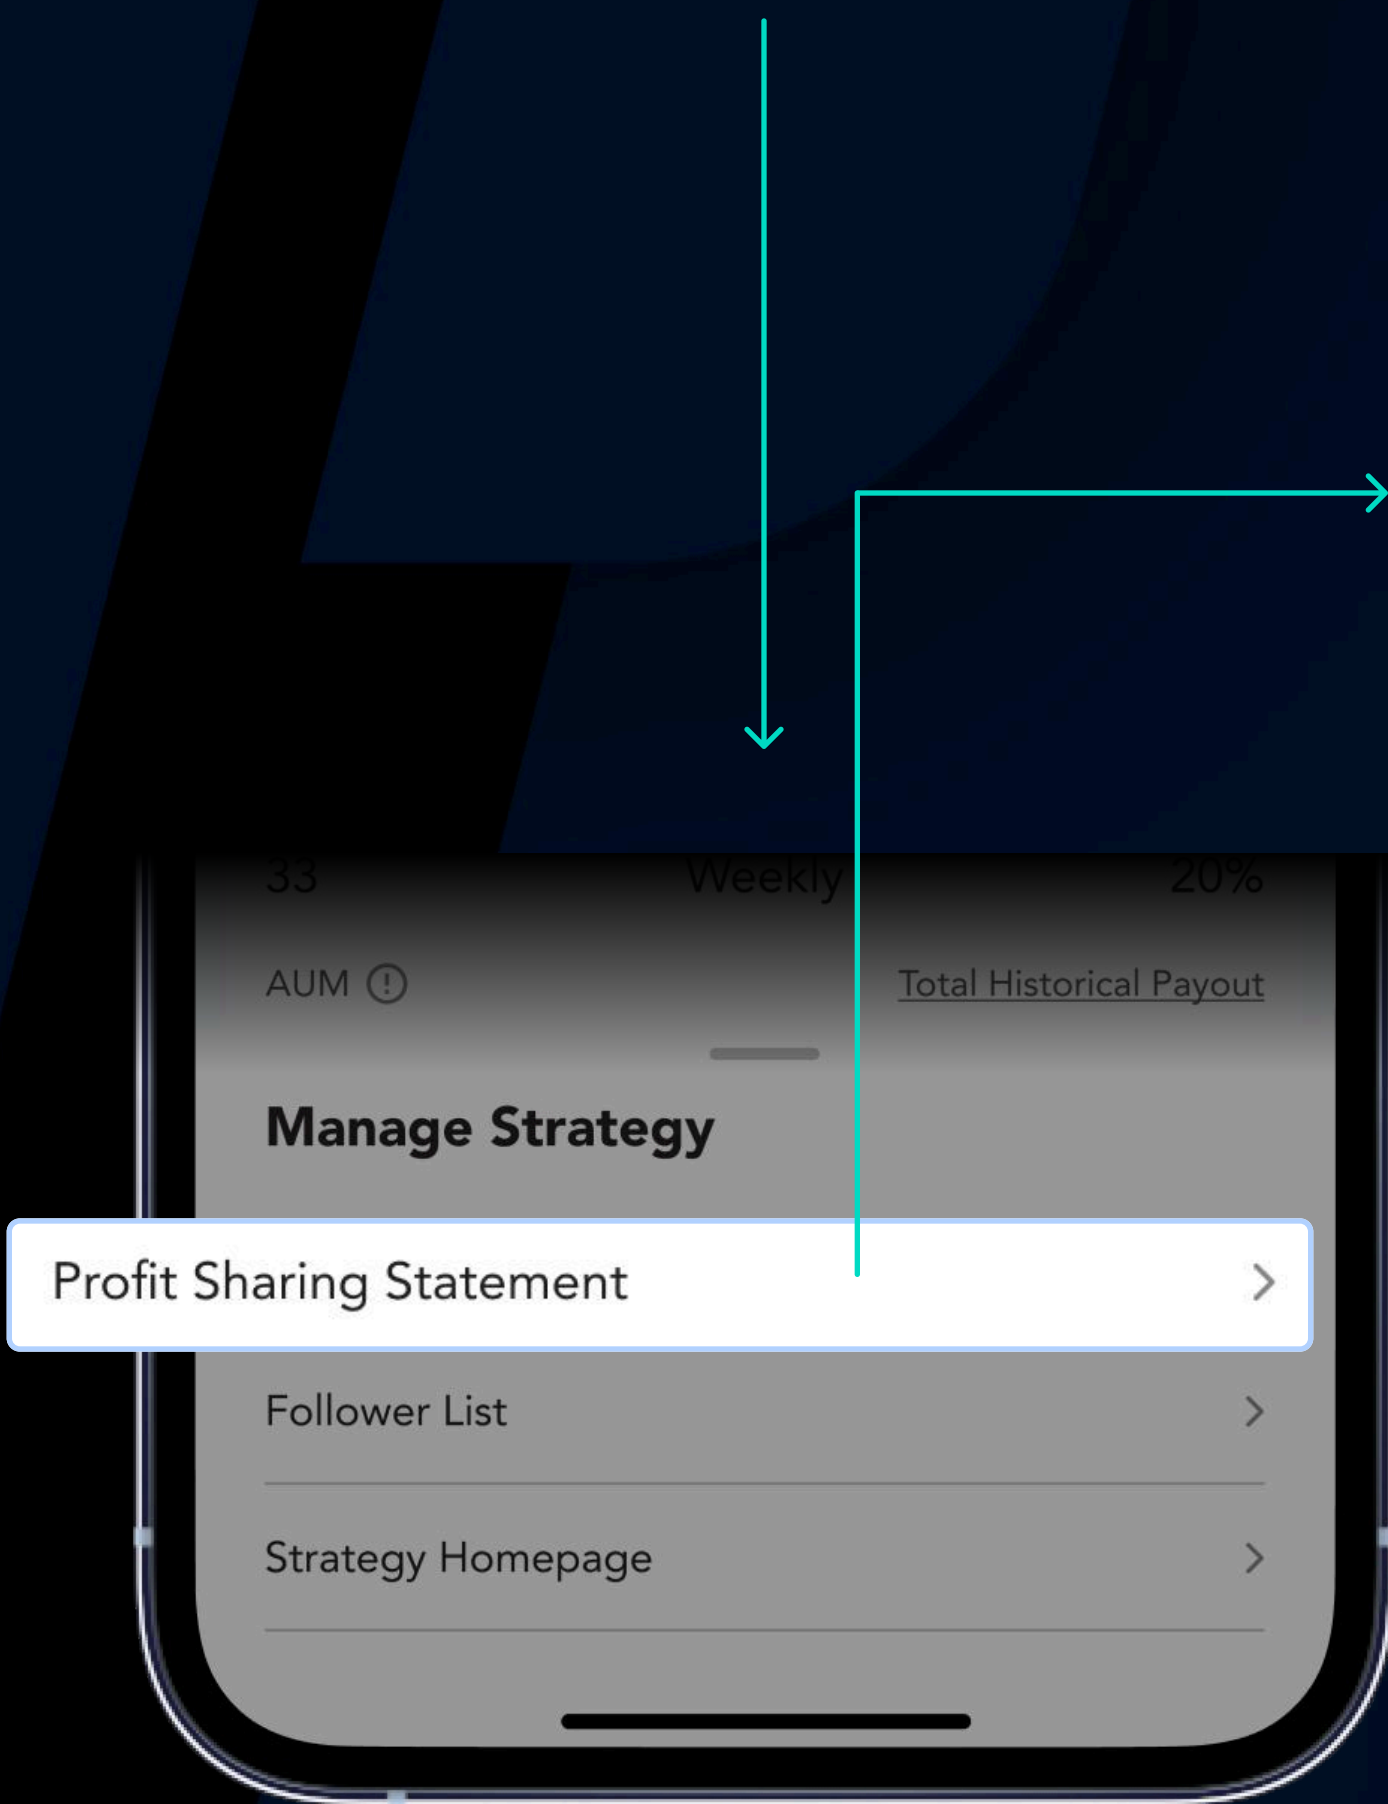 33 Weekly 20%
AUM Total Historical Payout
Manage Strategy
Profit Sharing Statement
Follower List
Strategy Homepage